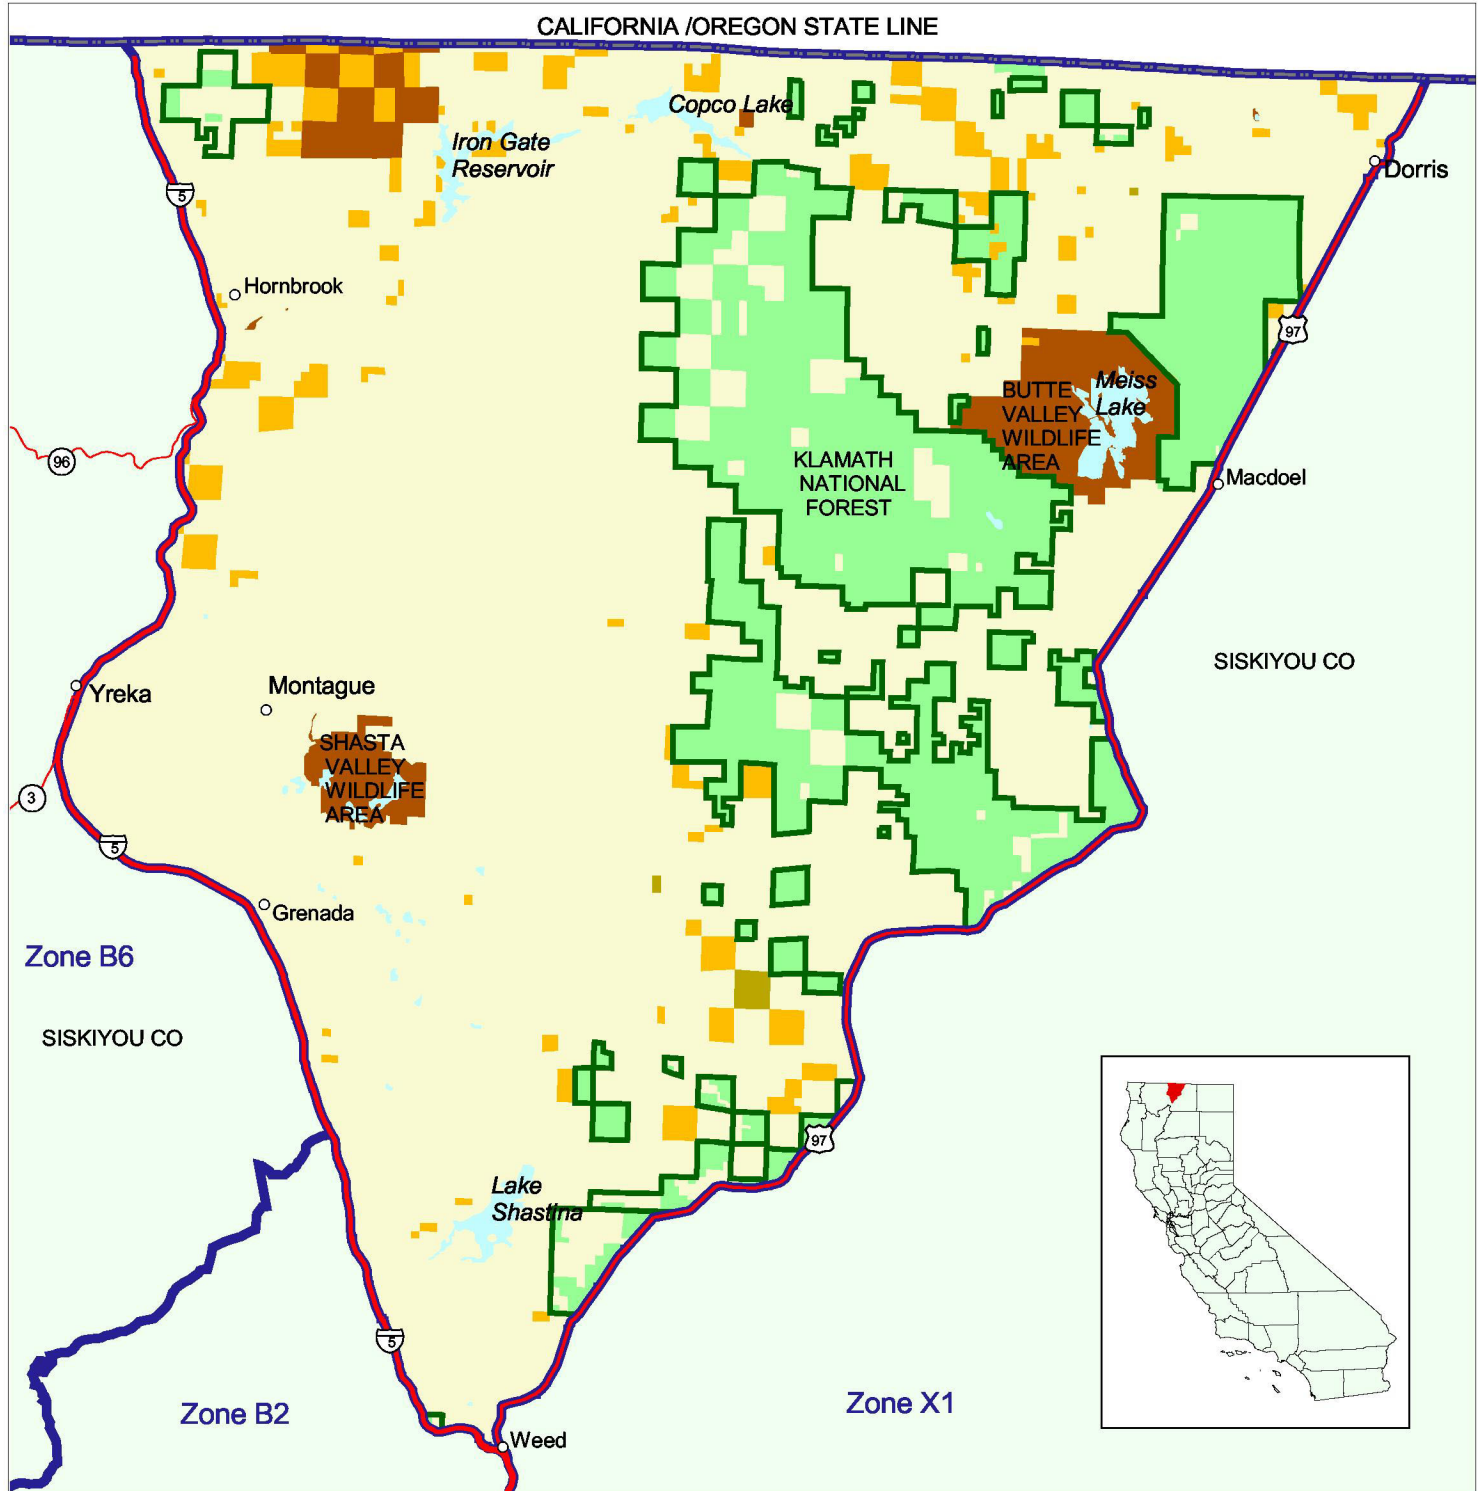 CALIFORNIA /OREGON STATE LINE
Copco Lake
Iron Gate
Reservoir
Dorris
5
Hornbrook
97
BUTTE
VALLEY
WILDLIFE
AREA
Meiss
Lake
96
KLAMATH
NATIONAL
FOREST
Macdoel
SISKIYOU CO
Yreka
Montague
SHASTA
VALLEY
WILDLIFE
AREA
3
5
Grenada
Zone B6
SISKIYOU CO
97
Lake
Shastina
5
Zone B2
Zone X1
Weed